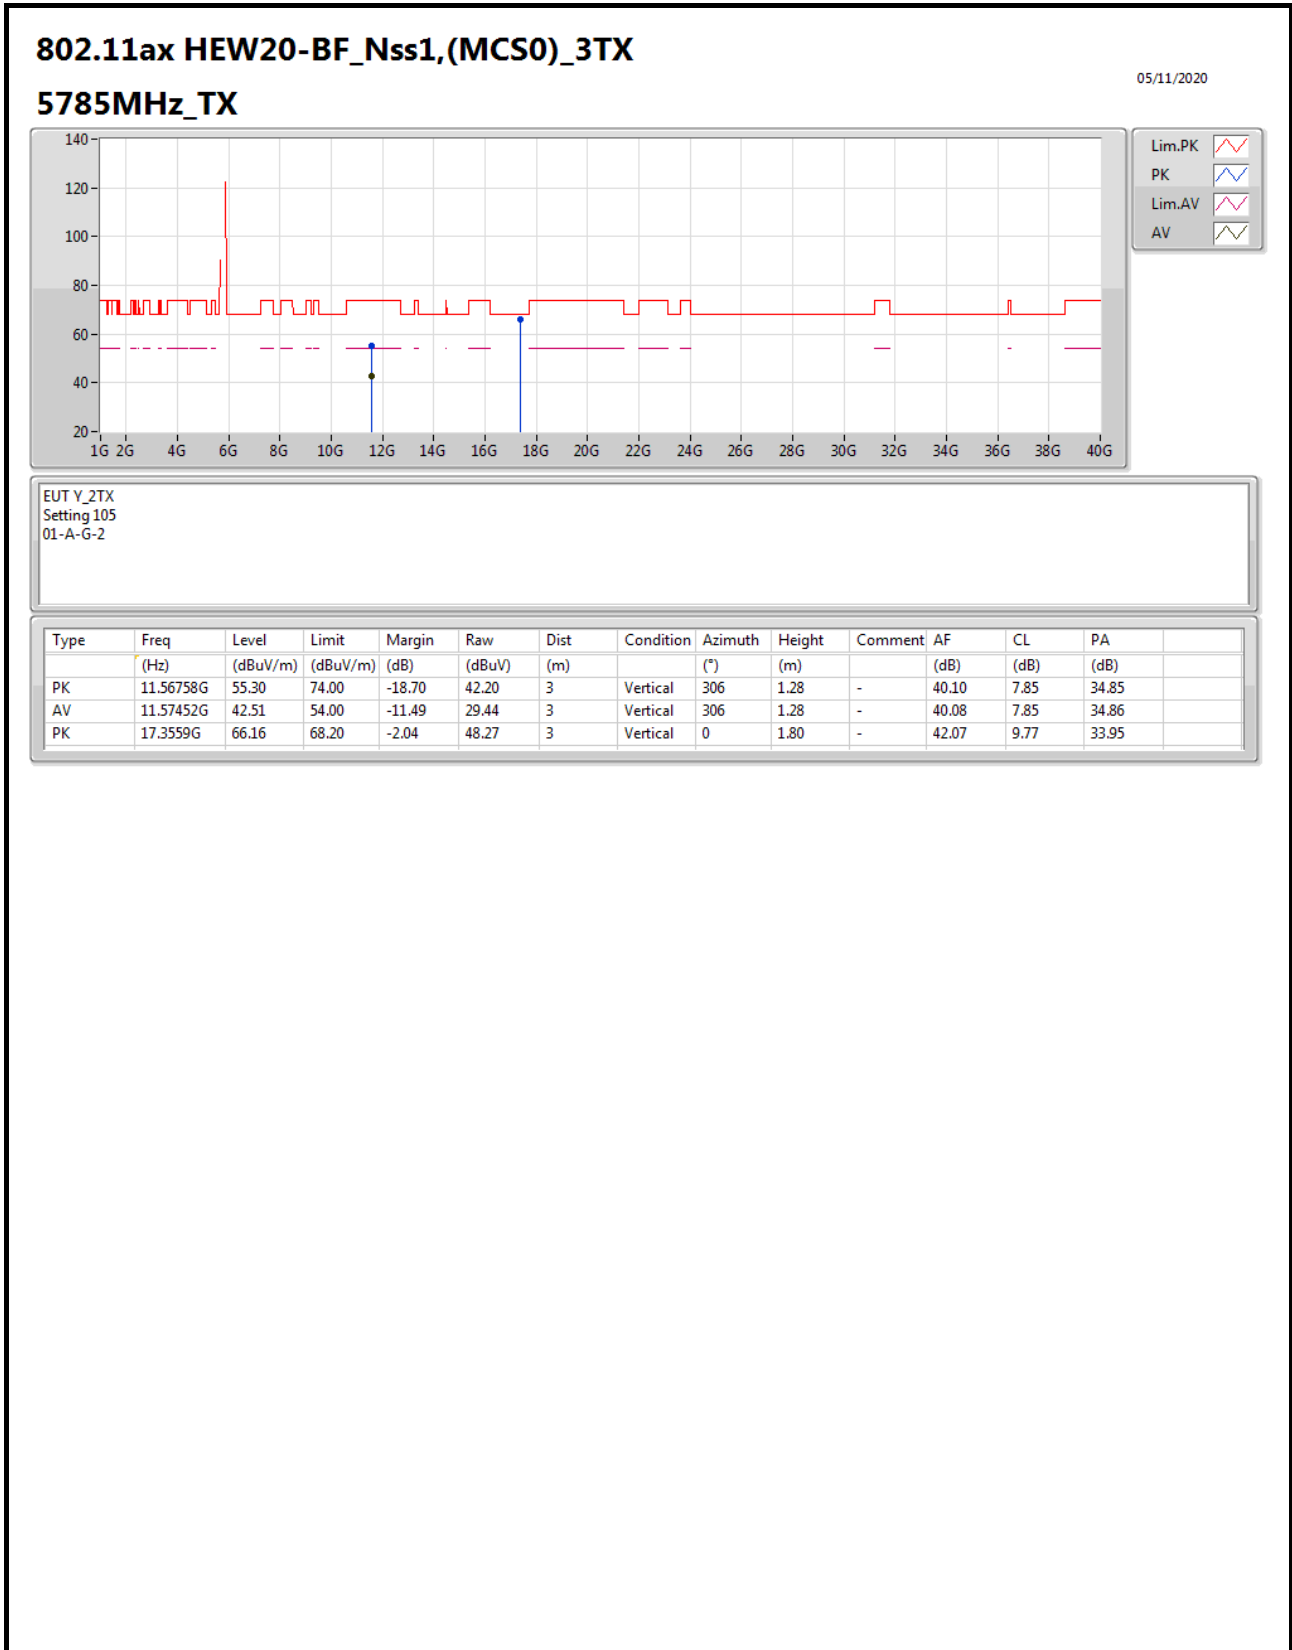 802.11ax HEW20-BF_Nss1,(MCS0)_3TX
05/11/2020
5785MHz_TX
140
120
100
80
60
40
20
1G 2G 4G 6G 8G 10G 12G 14G 16G 18G 20G 22G 24G 26G 28G 30G 32G 34G 36G 38G 40G
Lim.PK
PK
Lim.AV
AV
EUT Y_2TX
Setting 105
01-A-G-2
Type Freq Level Limit Margin Raw Dist Condition Azimuth Height Comment AF CL PA
(Hz) (dBuV/m) (dBuV/m) (dB) (dBuV) (m) (°) (m) (dB) (dB) (dB)
PK 11.56758G 55.30 74.00 -18.70 42.20 3 Vertical 306 1.28 - 40.10 7.85 34.85
AV 11.57452G 42.51 54.00 -11.49 29.44 3 Vertical 306 1.28 - 40.08 7.85 34.86
PK 17.3559G 66.16 68.20 -2.04 48.27 3 Vertical 0 1.80 - 42.07 9.77 33.95